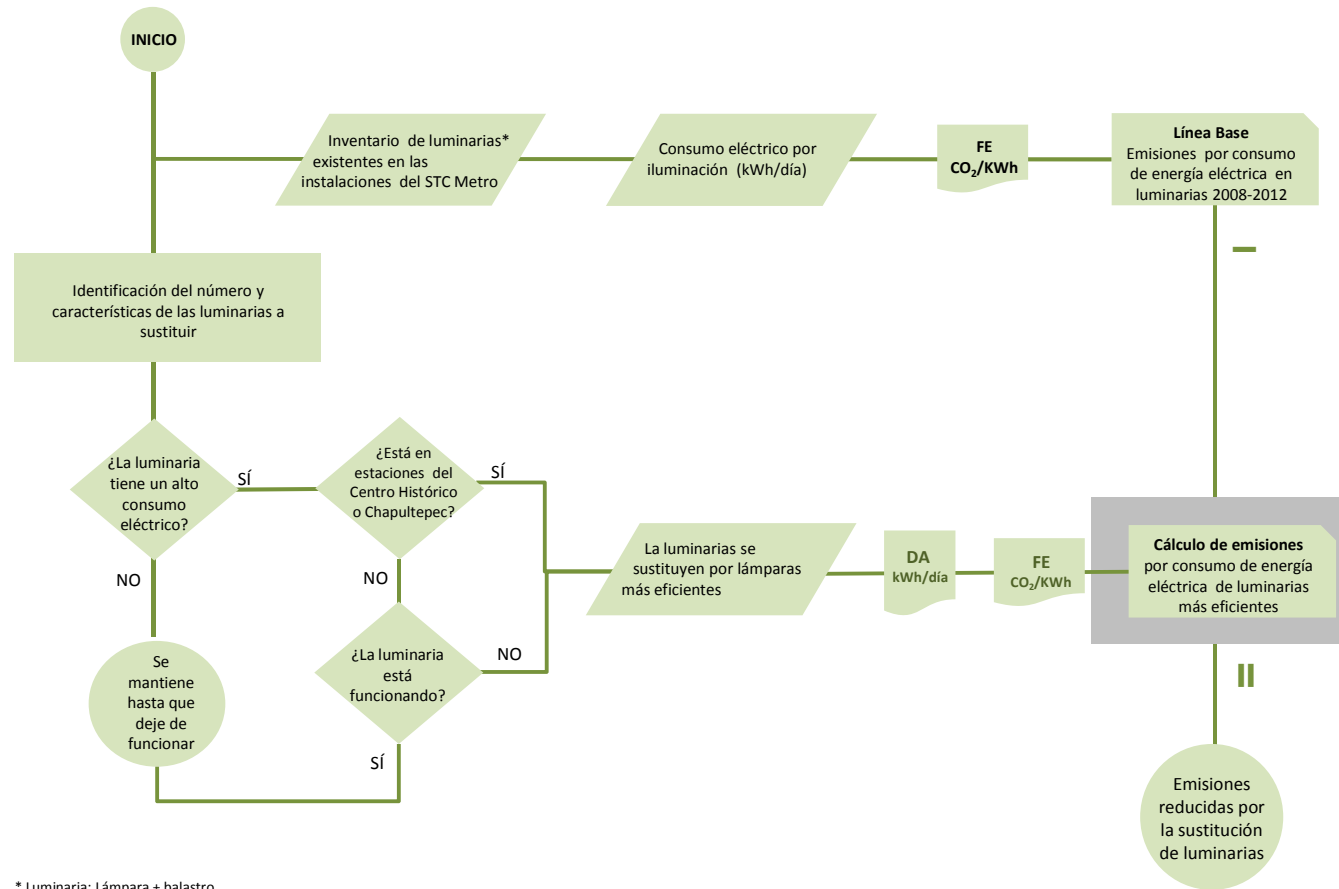 INICIO
Inventario de luminarias*
existentes en las
instalaciones del STC Metro
Consumo eléctrico por
iluminación (kWh/día)
FE
CO₂/KWh
Línea Base
Emisiones por consumo
de energía eléctrica en
luminarias 2008-2012
Identificación del número y
características de las luminarias a
sustituir
¿La luminaria
tiene un alto
consumo
eléctrico?
SÍ
NO
¿Está en
estaciones del
Centro Histórico
o Chapultepec?
SÍ
NO
La luminarias se
sustituyen por lámparas
más eficientes
DA
kWh/día
FE
CO₂/KWh
Cálculo de emisiones
por consumo de energía
eléctrica de luminarias
más eficientes
Se
mantiene
hasta que
deje de
funcionar
¿La luminaria
está
funcionando?
NO
SÍ
Emisiones
reducidas por
la sustitución
de luminarias
* Luminaria: Lámpara + balastro